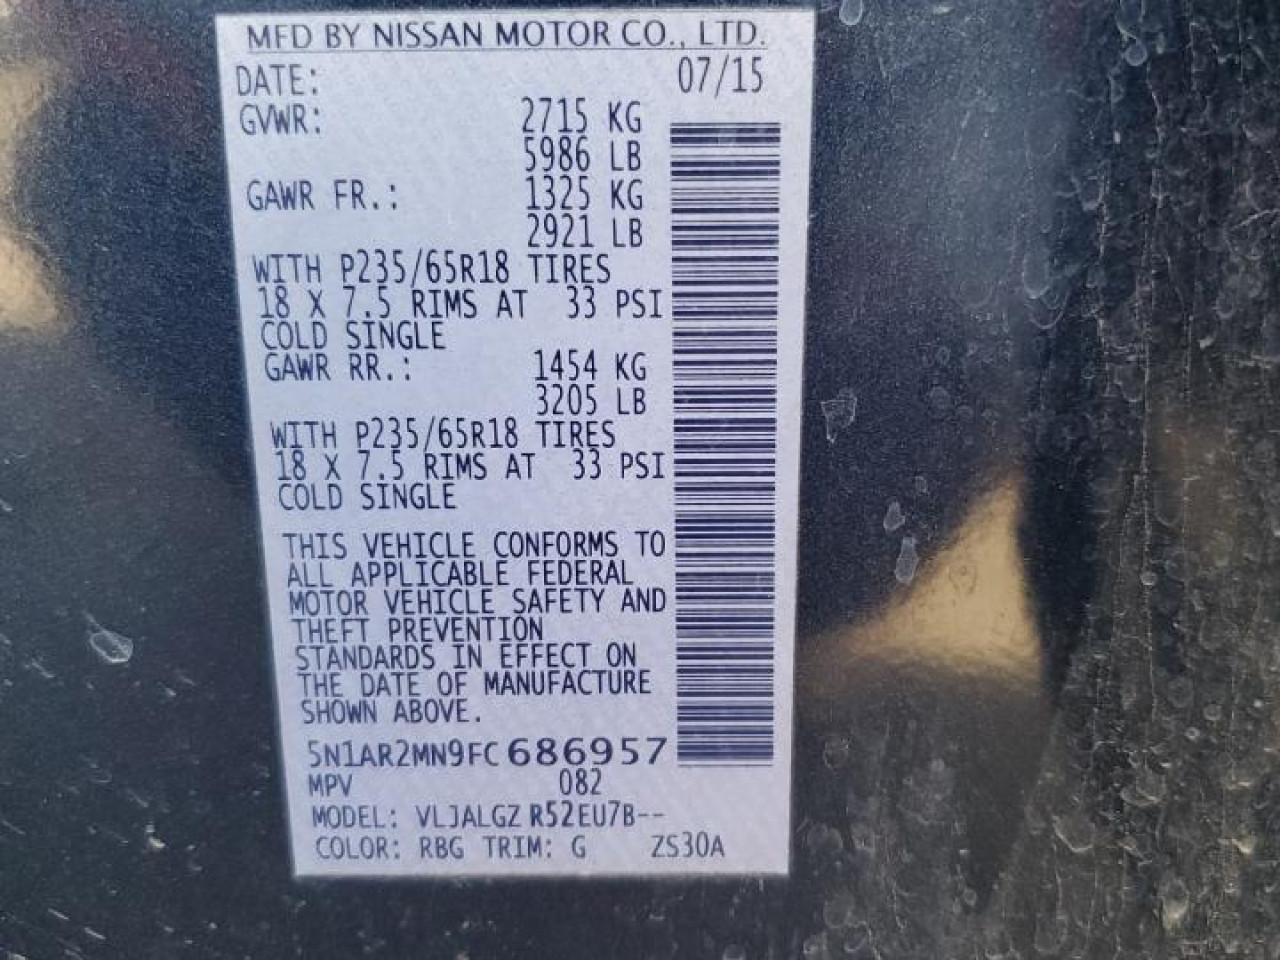 MFD BY NISSAN MOTOR CO., LTD.
DATE: 07/15
GVWR: 2715 KG
5986 LB
GAWR FR.: 1325 KG
2921 LB
WITH P235/65R18 TIRES
18 X 7.5 RIMS AT 33 PSI
COLD SINGLE
GAWR RR.: 1454 KG
3205 LB
WITH P235/65R18 TIRES
18 X 7.5 RIMS AT 33 PSI
COLD SINGLE
THIS VEHICLE CONFORMS TO
ALL APPLICABLE FEDERAL
MOTOR VEHICLE SAFETY AND
THEFT PREVENTION
STANDARDS IN EFFECT ON
THE DATE OF MANUFACTURE
SHOWN ABOVE.
5N1AR2MN9FC686957
MPV 082
MODEL: VLJALGZ R52EU7B--
COLOR: RBG TRIM: G ZS30A